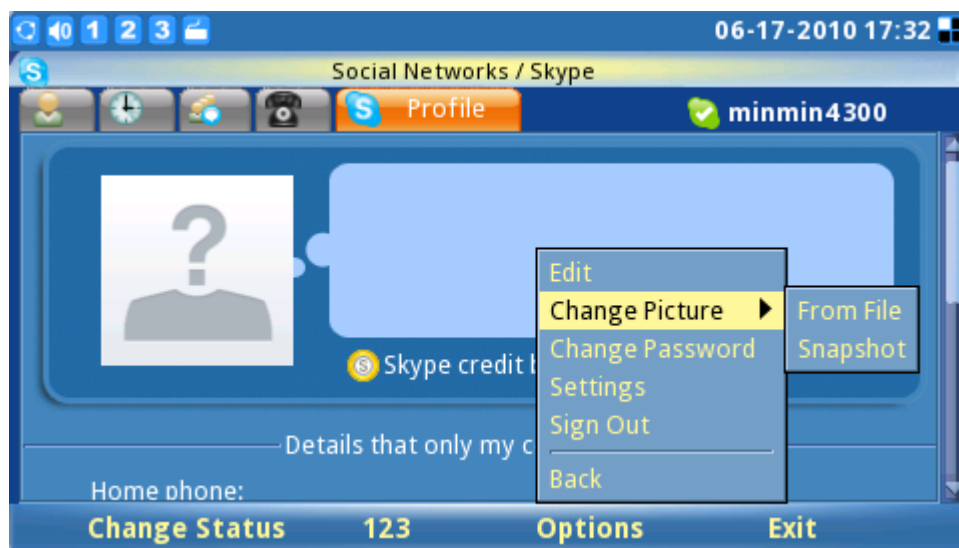 1 2 3 06-17-2010 17:32
S Social Networks / Skype
S Profile minmin4300
?
Edit
Change Picture From File
Change Password Snapshot
S Skype credit
Settings
Sign Out
Details that only my
Back
Home phone:
Change Status 123 Options Exit